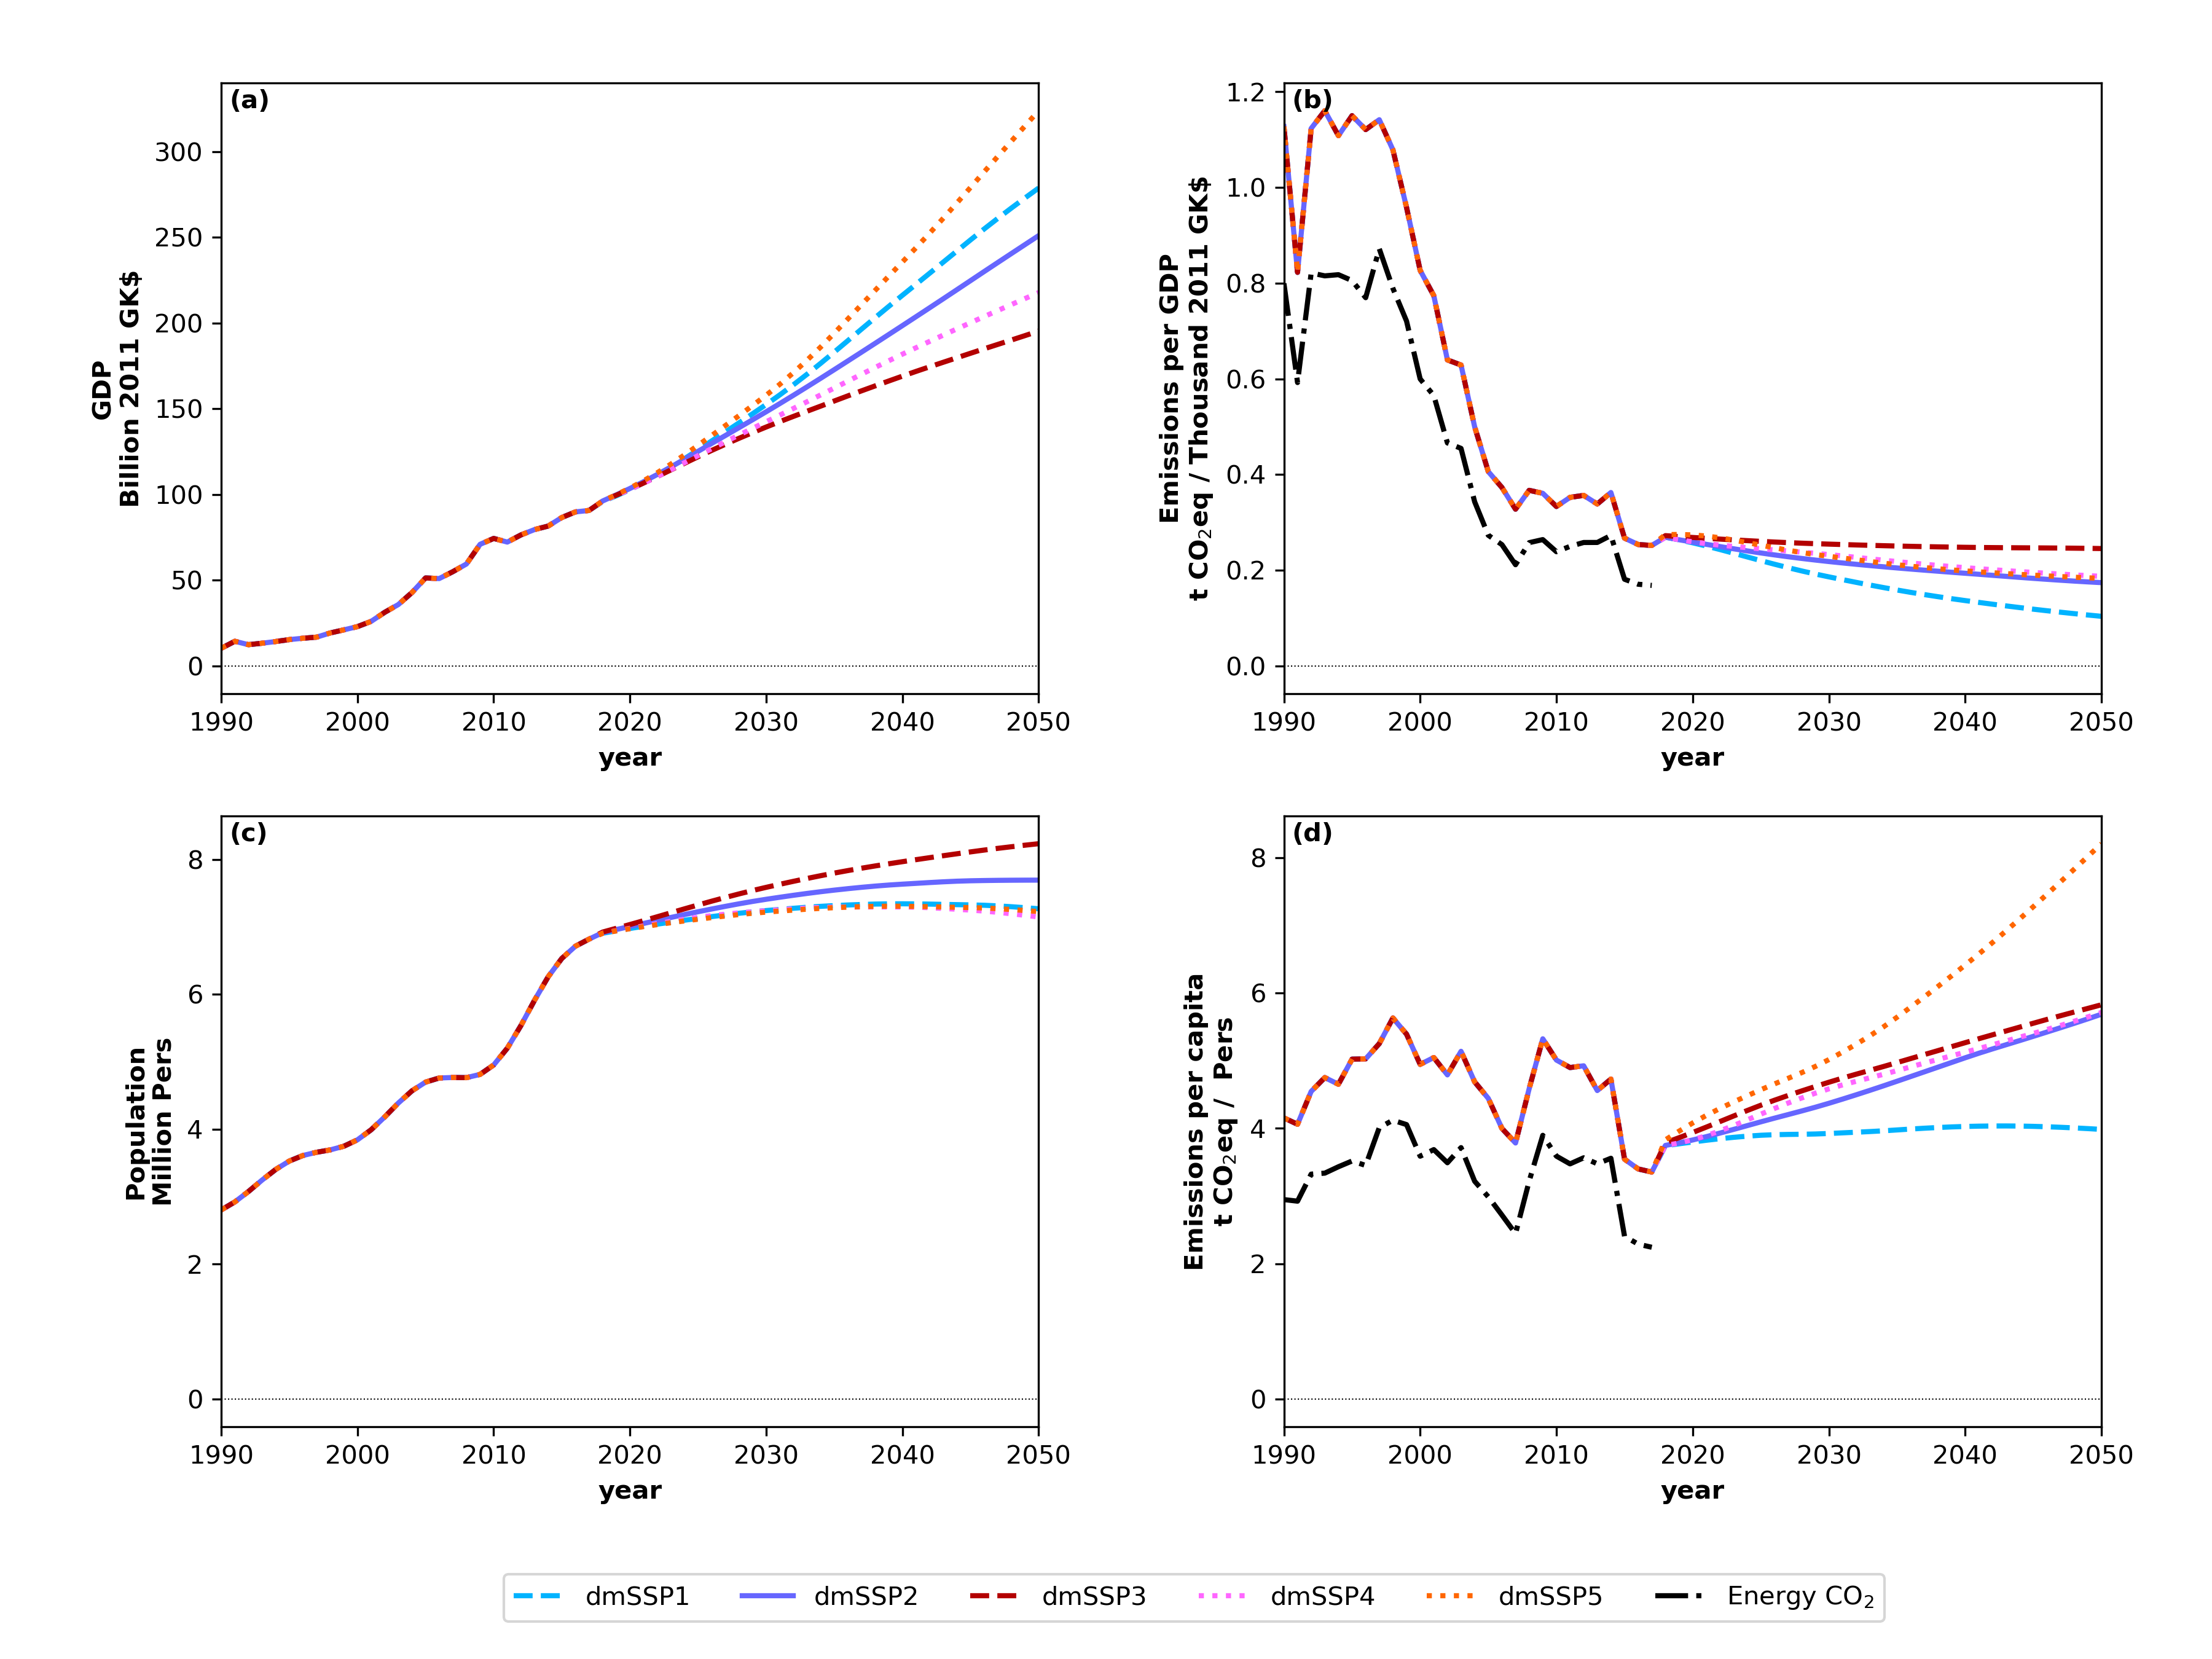 (a)
GDP
Billion 2011 GK$
300
250
200
150
100
50
0
1990 2000 2010 2020 2030 2040 2050
year
(b)
Emissions per GDP
t CO₂eq / Thousand 2011 GK$
1.2
1.0
0.8
0.6
0.4
0.2
0.0
1990 2000 2010 2020 2030 2040 2050
year
(c)
Population
Million Pers
8
6
4
2
0
1990 2000 2010 2020 2030 2040 2050
year
(d)
Emissions per capita
t CO₂eq / Pers
8
6
4
2
0
1990 2000 2010 2020 2030 2040 2050
year
dmSSP1 dmSSP2 dmSSP3 dmSSP4 dmSSP5 Energy CO₂